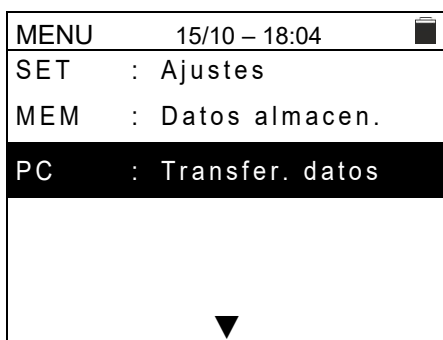 MENU 15/10 – 18:04
SET : Ajustes
MEM : Datos almacen.
PC : Transfer. datos